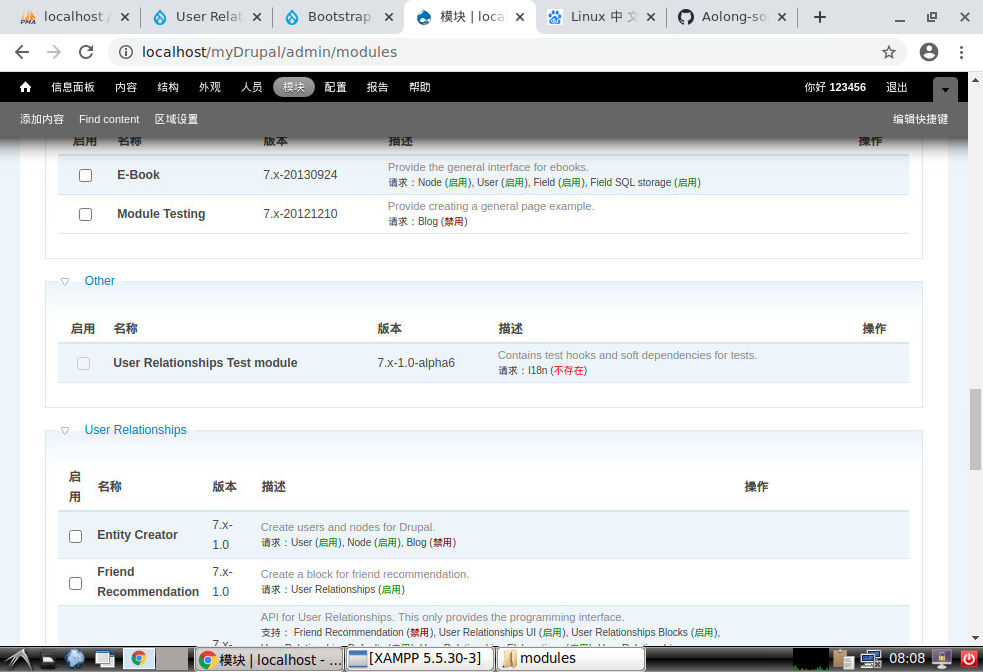 localhost /
User Relat
Bootstrap
模块 | loca
Linux 中 文
Aolong-so
localhost/myDrupal/admin/modules
信息面板 内容 结构 外观 人员 模块 配置 报告 帮助 你好 123456 退出
添加内容 Find content 区域设置 编辑快捷键
启用 名称 版本 描述 操作
E-Book 7.x-20130924 Provide the general interface for ebooks.
请求：Node (启用), User (启用), Field (启用), Field SQL storage (启用)
Module Testing 7.x-20121210 Provide creating a general page example.
请求：Blog (禁用)
Other
启用 名称 版本 描述 操作
User Relationships Test module 7.x-1.0-alpha6 Contains test hooks and soft dependencies for tests.
请求：I18n (不存在)
User Relationships
启用 名称 版本 描述 操作
Entity Creator 7.x-1.0 Create users and nodes for Drupal.
请求：User (启用), Node (启用), Blog (禁用)
Friend Recommendation 7.x-1.0 Create a block for friend recommendation.
请求：User Relationships (启用)
API for User Relationships. This only provides the programming interface.
支持： Friend Recommendation (禁用), User Relationships UI (启用), User Relationships Blocks (启用),
7.x-
模块 | localhost - ...
[XAMPP 5.5.30-3]
modules
08:08